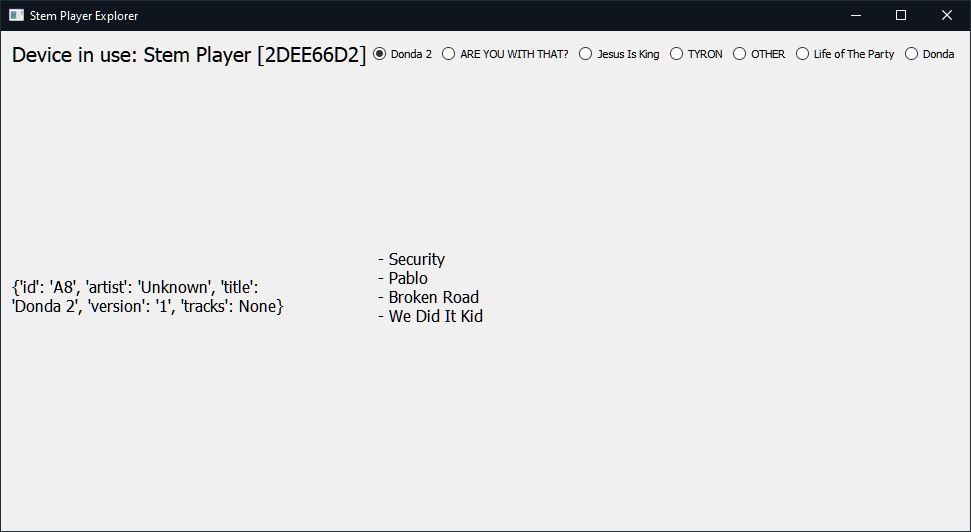 Stem Player Explorer
Device in use: Stem Player [2DEE66D2] Donda 2 ARE YOU WITH THAT? Jesus Is King TYRON OTHER Life of The Party Donda
{'id': 'A8', 'artist': 'Unknown', 'title':
'Donda 2', 'version': '1', 'tracks': None}
- Security
- Pablo
- Broken Road
- We Did It Kid